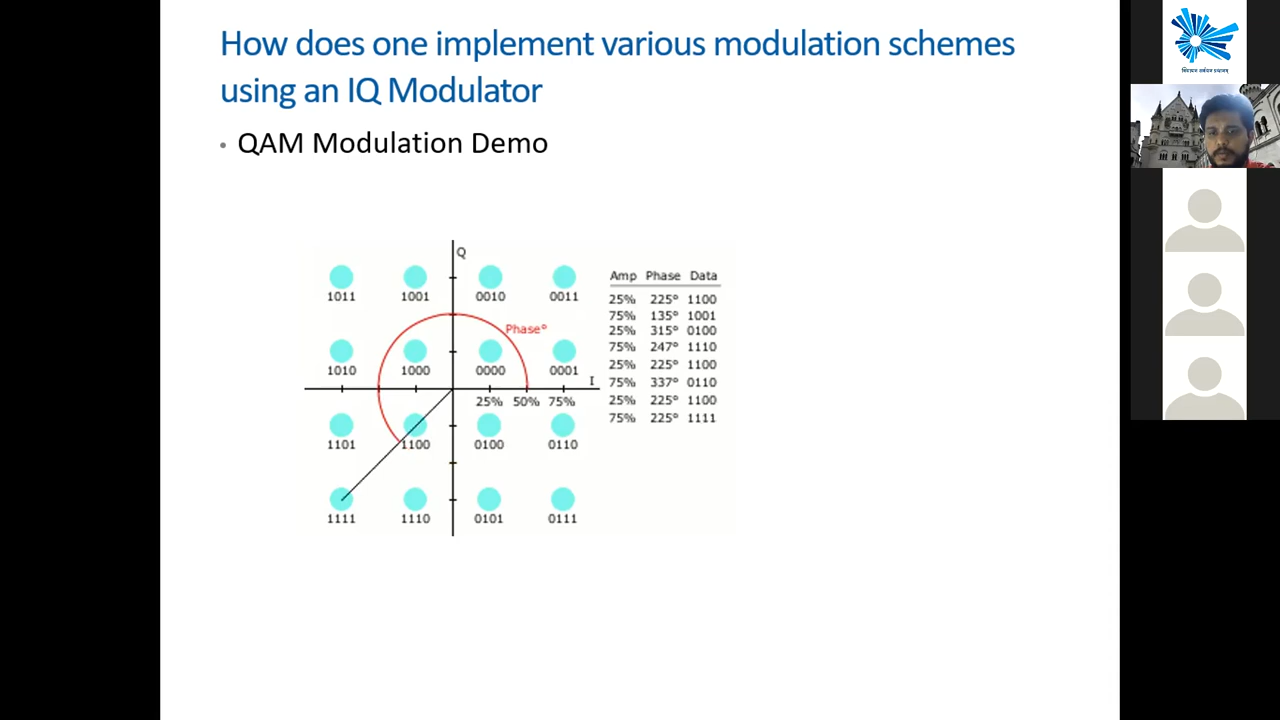 How does one implement various modulation schemes
using an IQ Modulator
• QAM Modulation Demo
Q
1011 1001 0010 0011
Phase°
1010 1000 0000 0001
I
25% 50% 75%
1101 1100 0100 0110
1111 1110 0101 0111
Amp Phase Data
25% 225° 1100
75% 135° 1001
25% 315° 0100
75% 247° 1110
25% 225° 1100
75% 337° 0110
25% 225° 1100
75% 225° 1111